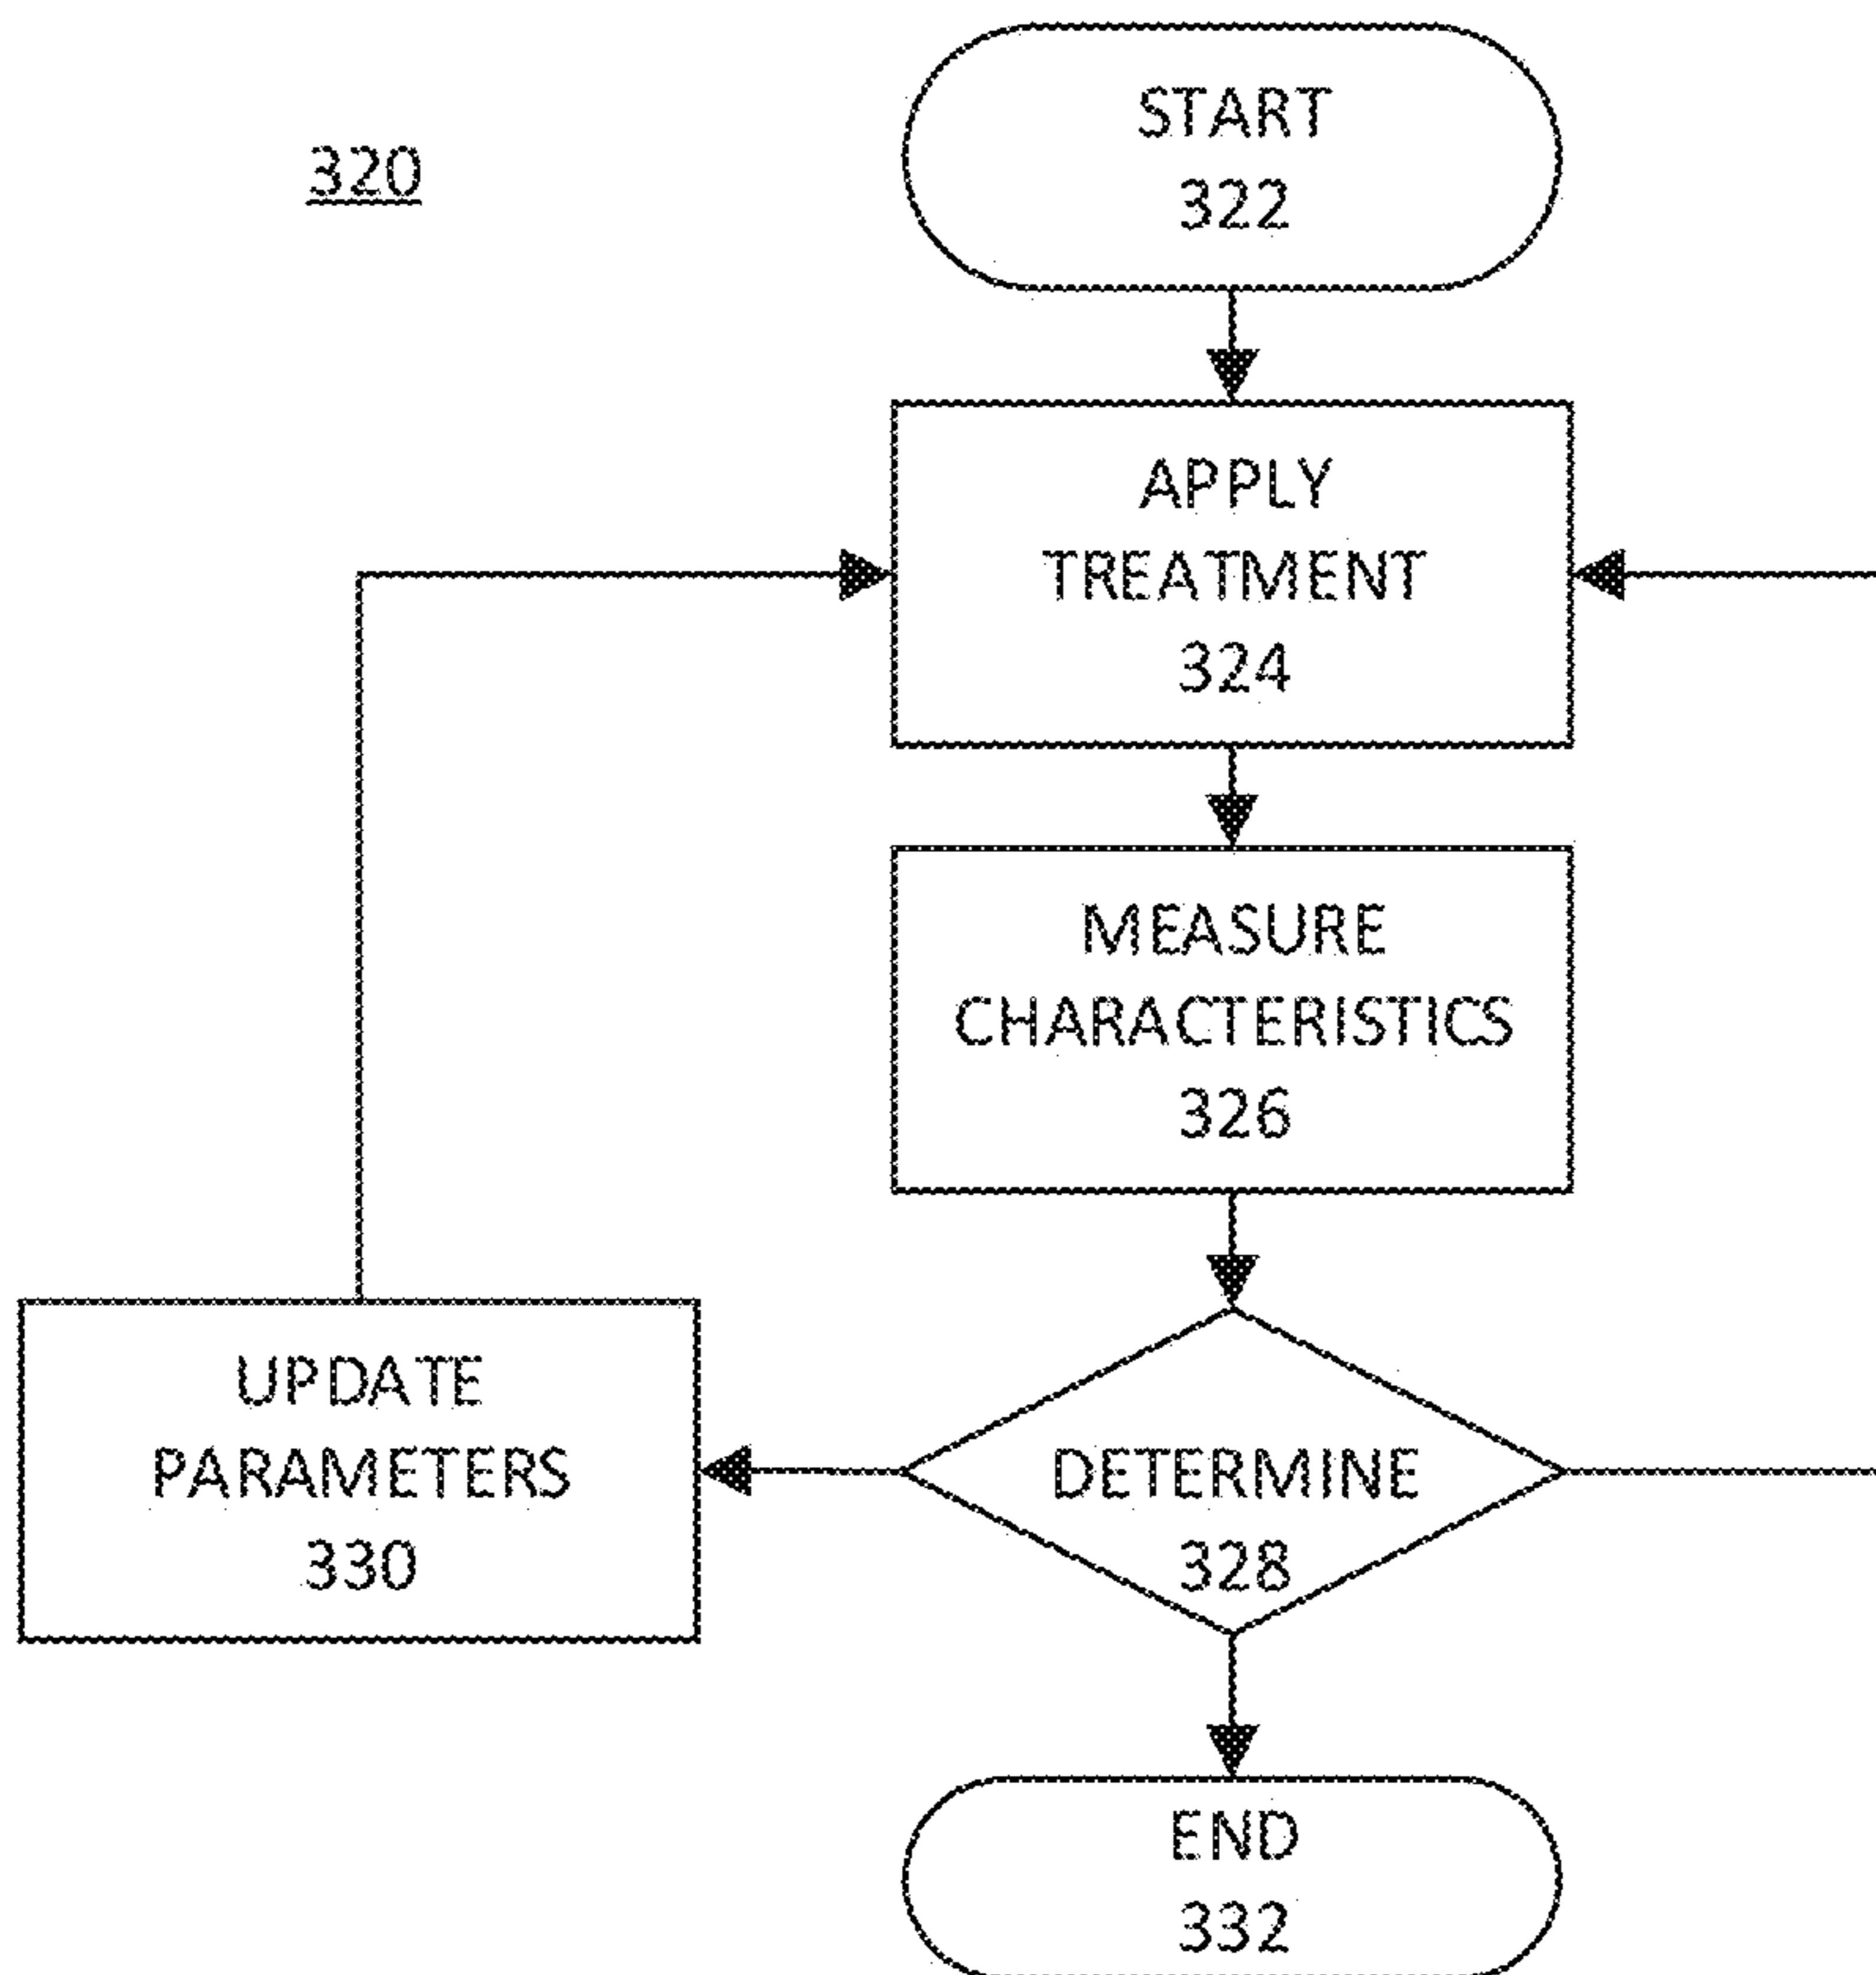 320
START
322
APPLY
TREATMENT
324
MEASURE
CHARACTERISTICS
326
UPDATE
PARAMETERS
330
DETERMINE
328
END
332